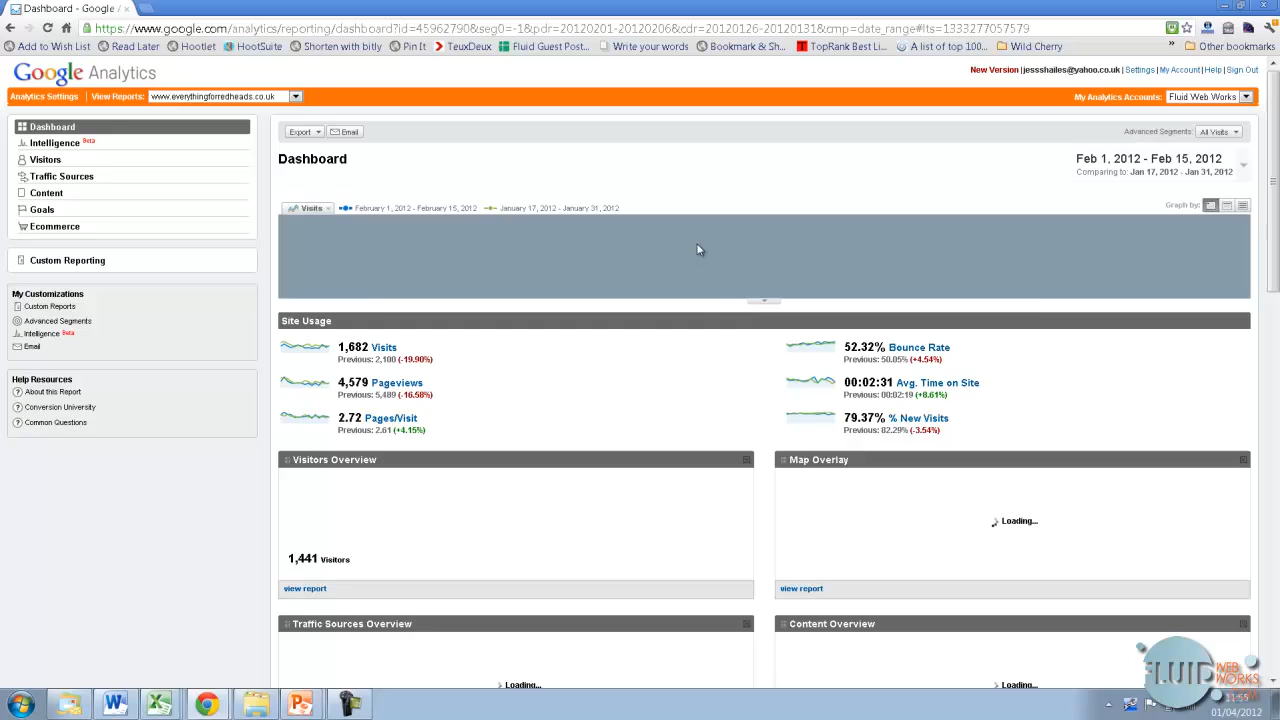 Dashboard - Google A
https://www.google.com/analytics/reporting/dashboard?id=45962790&seg0=-1&pdr=20120201-20120206&cdr=20120126-20120131&cmp=date_range#lts=1333277057579
Add to Wish List Read Later Hootlet HootSuite Shorten with bitly Pin It TeuxDeux Fluid Guest Post... Write your words Bookmark & Sh... TopRank Best Li... A list of top 100... Wild Cherry » Other bookmarks
Google Analytics
New Version | jessshailes@yahoo.co.uk | Settings | My Account | Help | Sign Out
Analytics Settings | View Reports: www.everythingforredheads.co.uk My Analytics Accounts: Fluid Web Works
Dashboard
Intelligence Beta
Visitors
Traffic Sources
Content
Goals
Ecommerce
Custom Reporting
My Customizations
Custom Reports
Advanced Segments
Intelligence Beta
Email
Help Resources
About this Report
Conversion University
Common Questions
Export Email Advanced Segments: All Visits
Dashboard
Feb 1, 2012 - Feb 15, 2012
Comparing to: Jan 17, 2012 - Jan 31, 2012
Visits February 1, 2012 - February 15, 2012 January 17, 2012 - January 31, 2012 Graph by:
Site Usage
1,682 Visits
Previous: 2,100 (-19.90%)
52.32% Bounce Rate
Previous: 50.05% (+4.54%)
4,579 Pageviews
Previous: 5,489 (-16.58%)
00:02:31 Avg. Time on Site
Previous: 00:02:19 (+8.61%)
2.72 Pages/Visit
Previous: 2.61 (+4.15%)
79.37% % New Visits
Previous: 82.29% (-3.54%)
Visitors Overview
1,441 Visitors
view report
Map Overlay
Loading...
view report
Traffic Sources Overview
Loading...
Content Overview
Loading...
FLUID WEB WORKS.COM
11:55
01/04/2012